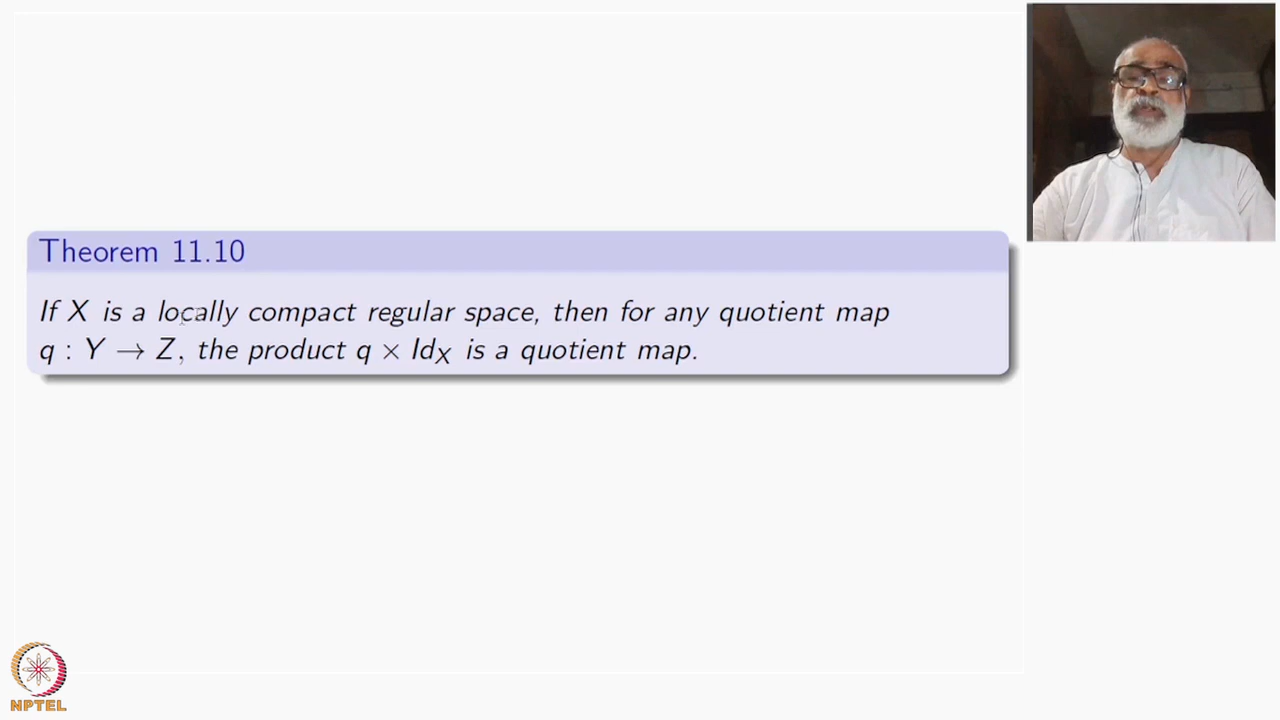 Theorem 11.10
If X is a locally compact regular space, then for any quotient map
q : Y → Z, the product q × Id_X is a quotient map.
NPTEL